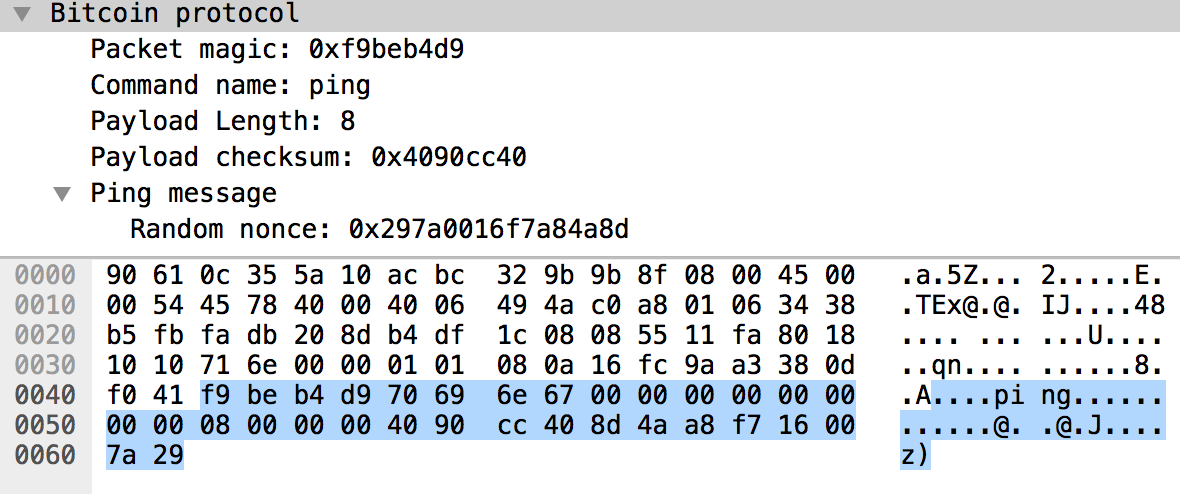 Bitcoin protocol
Packet magic: 0xf9beb4d9
Command name: ping
Payload Length: 8
Payload checksum: 0x4090cc40
Ping message
Random nonce: 0x297a0016f7a84a8d
0000 90 61 0c 35 5a 10 ac bc 32 9b 9b 8f 08 00 45 00 .a.5Z... 2.....E.
0010 00 54 45 78 40 00 40 06 49 4a c0 a8 01 06 34 38 .TEx@.@. IJ....48
0020 b5 fb fa db 20 8d b4 df 1c 08 08 55 11 fa 80 18 .... ... ...U....
0030 10 10 71 6e 00 00 01 01 08 0a 16 fc 9a a3 38 0d ..qn.... ......8.
0040 f0 41 f9 be b4 d9 70 69 6e 67 00 00 00 00 00 00 .A....pi ng......
0050 00 00 08 00 00 00 40 90 cc 40 8d 4a a8 f7 16 00 ......@. .@.J....
0060 7a 29 z)